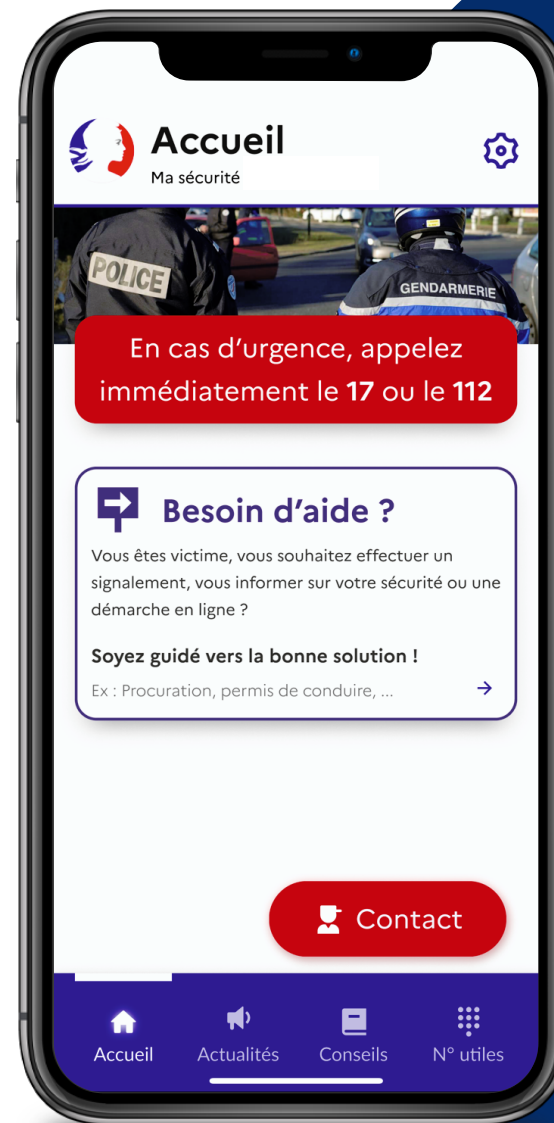 Accueil
Ma sécurité
POLICE
GENDARMERIE
En cas d’urgence, appelez
immédiatement le 17 ou le 112
Besoin d’aide ?
Vous êtes victime, vous souhaitez effectuer un
signalement, vous informer sur votre sécurité ou une
démarche en ligne ?
Soyez guidé vers la bonne solution !
Ex : Procuration, permis de conduire, ...
Contact
Accueil
Actualités
Conseils
N° utiles